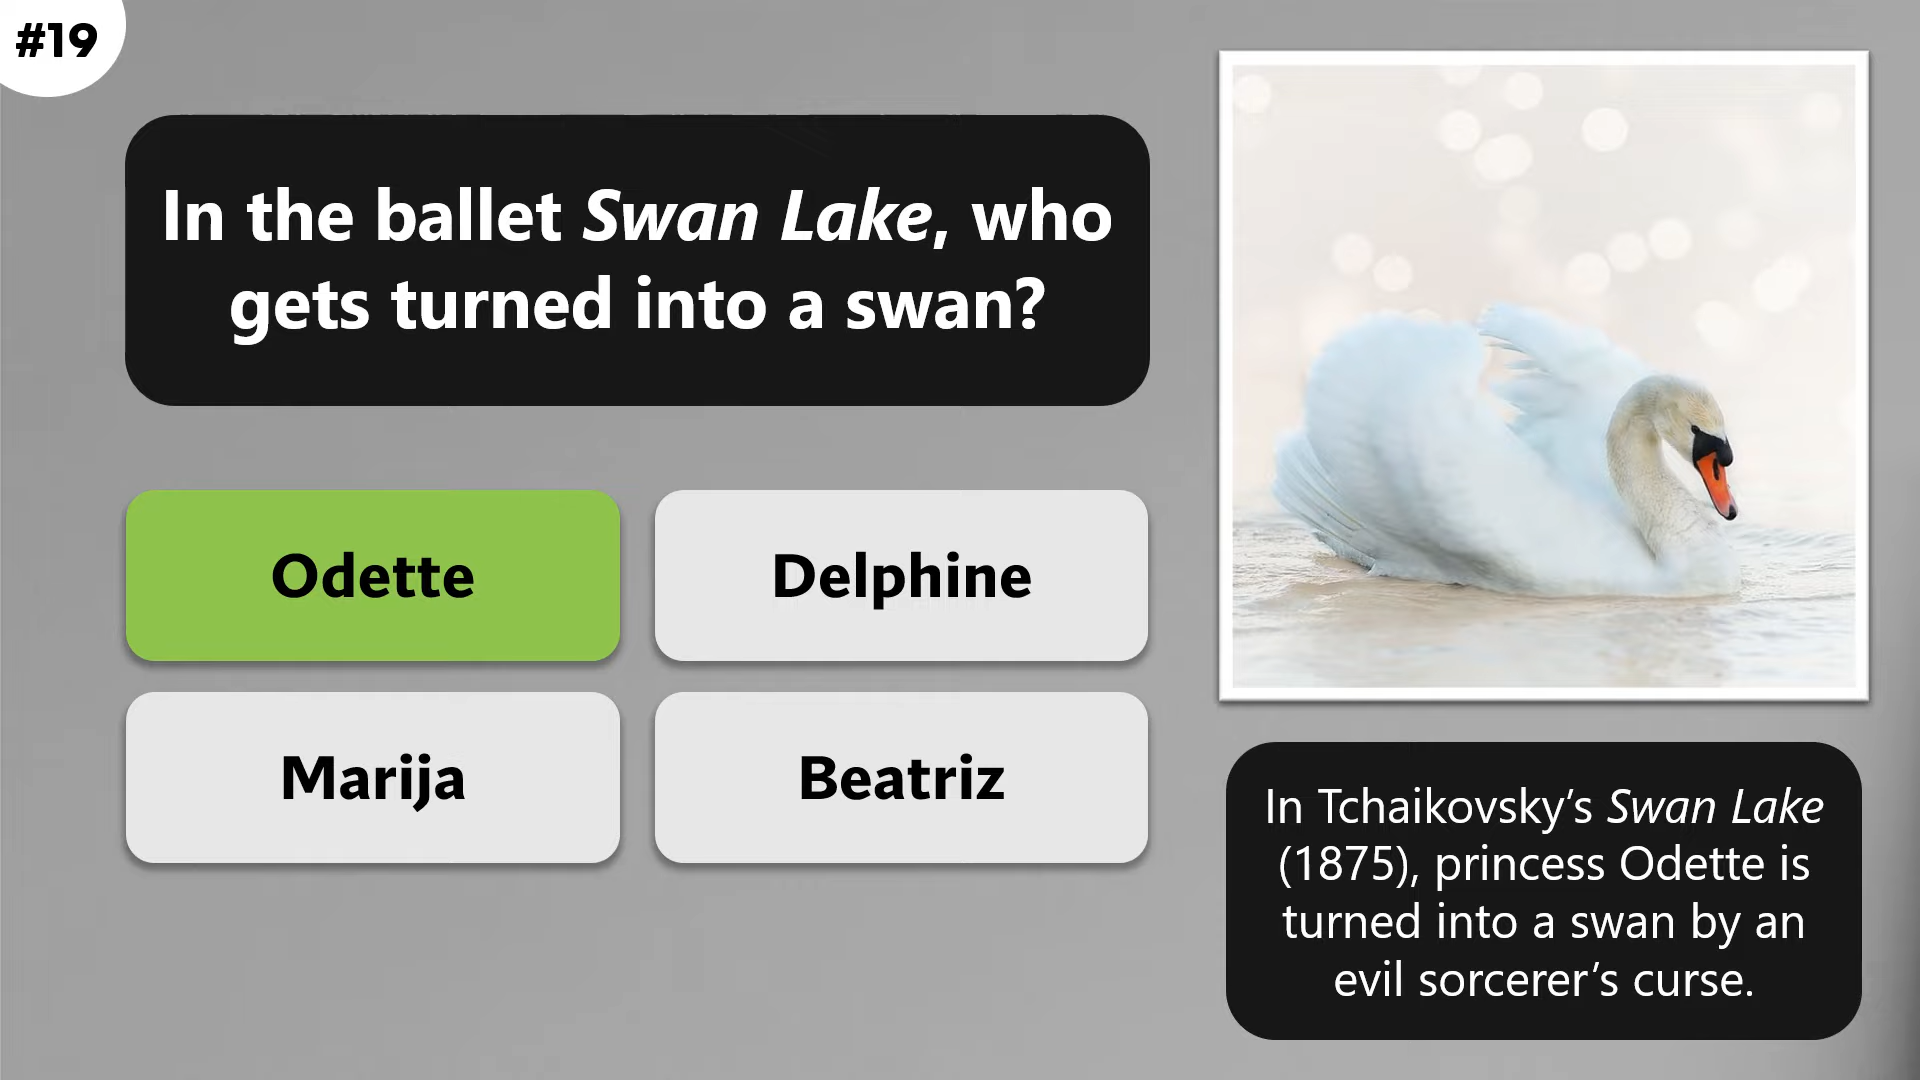 #19
In the ballet Swan Lake, who
gets turned into a swan?
Odette
Delphine
Marija
Beatriz
In Tchaikovsky’s Swan Lake
(1875), princess Odette is
turned into a swan by an
evil sorcerer’s curse.